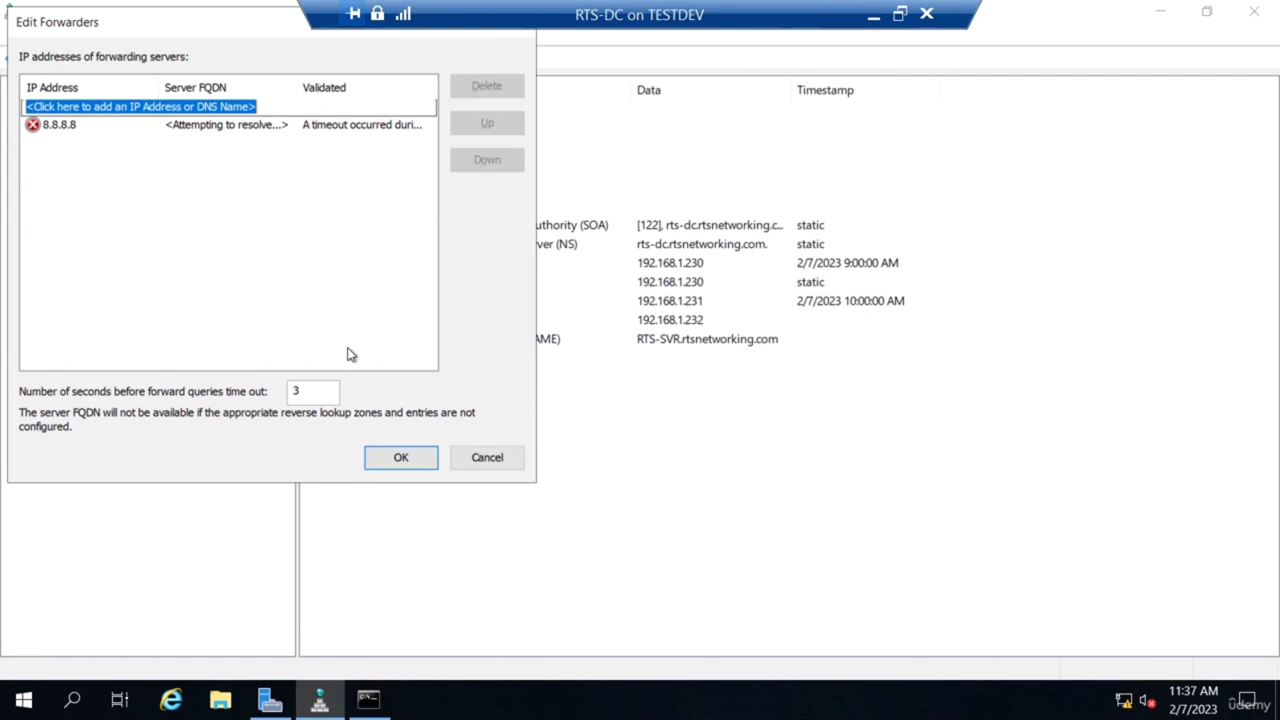 Edit Forwarders
RTS-DC on TESTDEV
IP addresses of forwarding servers:
IP Address Server FQDN Validated
<Click here to add an IP Address or DNS Name>
8.8.8.8 <Attempting to resolve...> A timeout occurred duri...
Delete
Up
Down
Number of seconds before forward queries time out: 3
The server FQDN will not be available if the appropriate reverse lookup zones and entries are not
configured.
OK Cancel
Data Timestamp
uthority (SOA) [122], rts-dc.rtsnetworking.c... static
ver (NS) rts-dc.rtsnetworking.com. static
192.168.1.230 2/7/2023 9:00:00 AM
192.168.1.230 static
192.168.1.231 2/7/2023 10:00:00 AM
192.168.1.232
AME) RTS-SVR.rtsnetworking.com
11:37 AM
2/7/2023
udemy